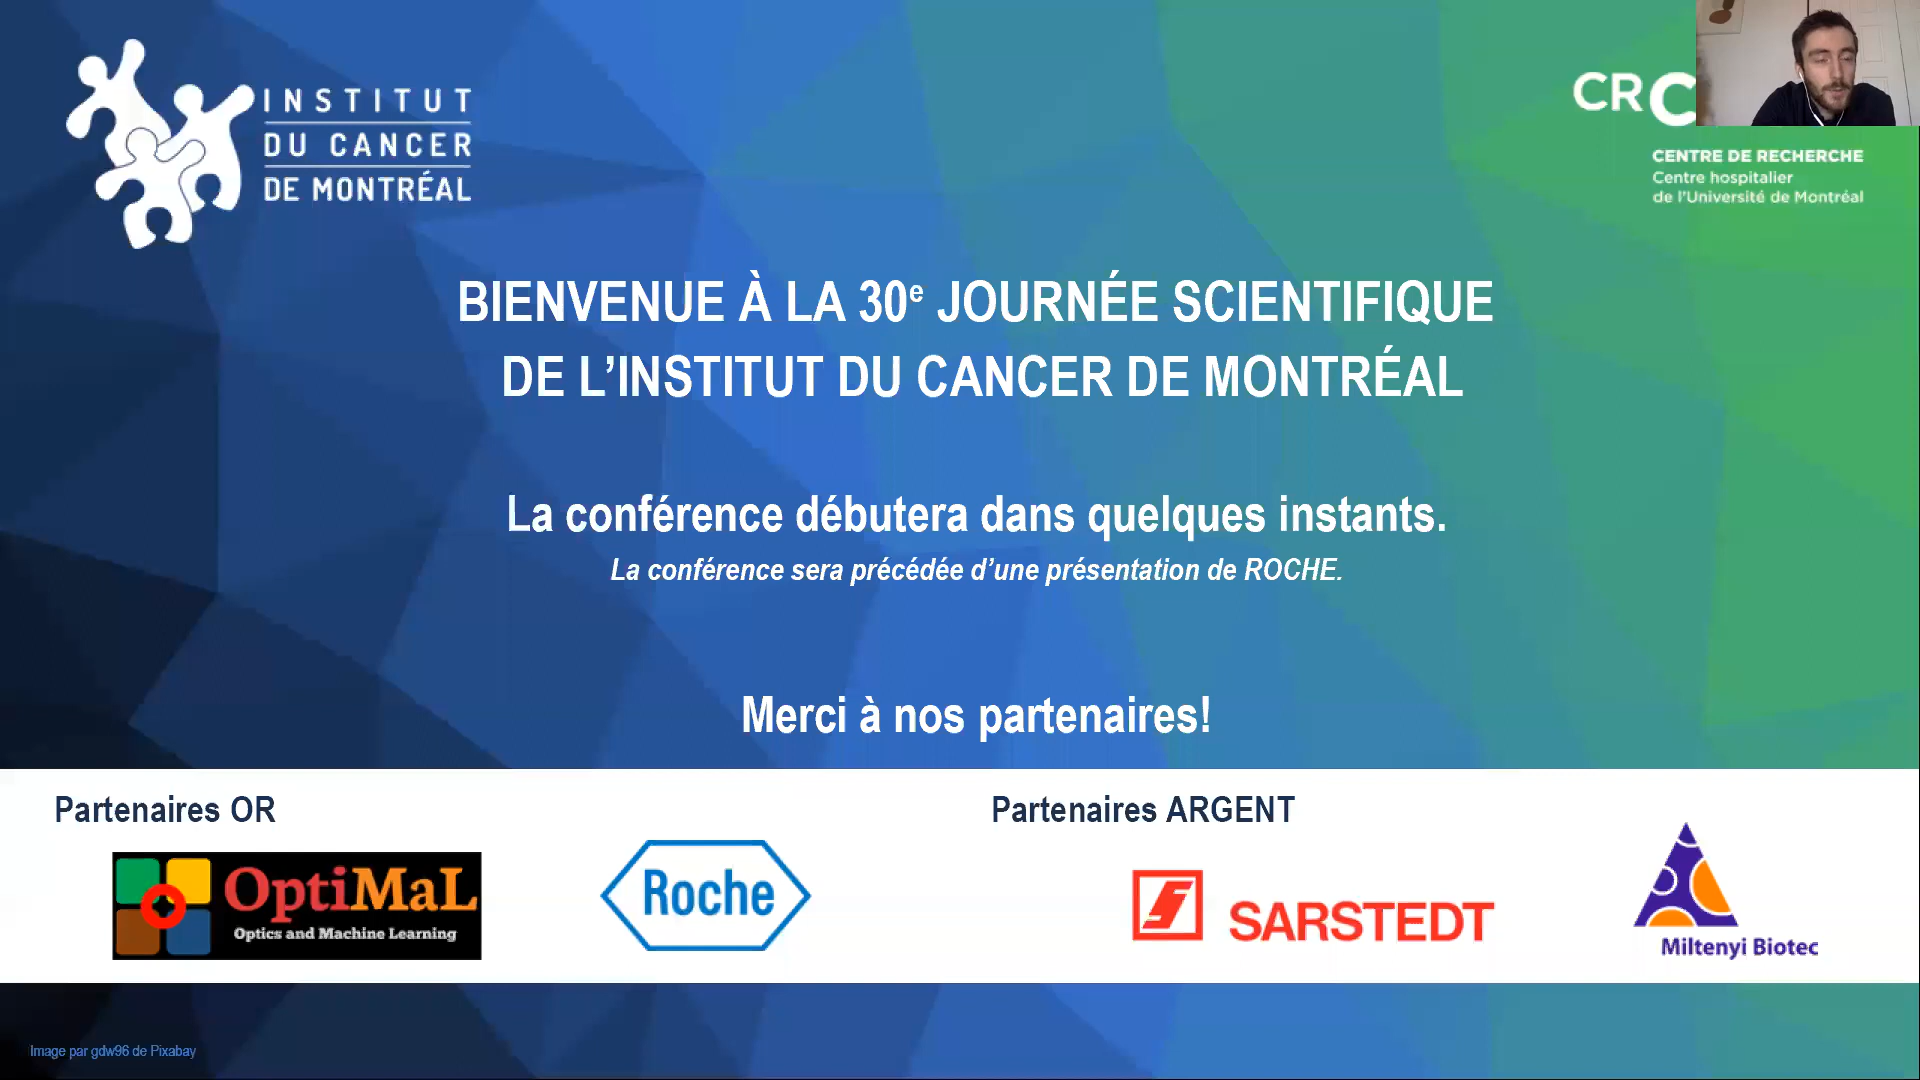 INSTITUT
DU CANCER
DE MONTRÉAL
CRC
CENTRE DE RECHERCHE
Centre hospitalier
de l'Université de Montréal
BIENVENUE À LA 30e JOURNÉE SCIENTIFIQUE
DE L'INSTITUT DU CANCER DE MONTRÉAL
La conférence débutera dans quelques instants.
La conférence sera précédée d'une présentation de ROCHE.
Merci à nos partenaires!
Partenaires OR
Partenaires ARGENT
OptiMaL
Optics and Machine Learning
Roche
SARSTEDT
Miltenyi Biotec
Image par gdw96 de Pixabay